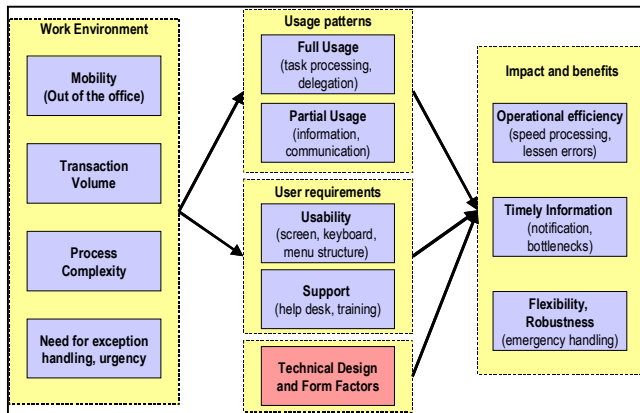 Work Environment
Mobility
(Out of the office)
Transaction
Volume
Process
Complexity
Need for exception
handling, urgency
Usage patterns
Full Usage
(task processing,
delegation)
Partial Usage
(information,
communication)
User requirements
Usability
(screen, keyboard,
menu structure)
Support
(help desk, training)
Technical Design
and Form Factors
Impact and benefits
Operational efficiency
(speed processing,
lessen errors)
Timely Information
(notification,
bottlenecks)
Flexibility,
Robustness
(emergency handling)